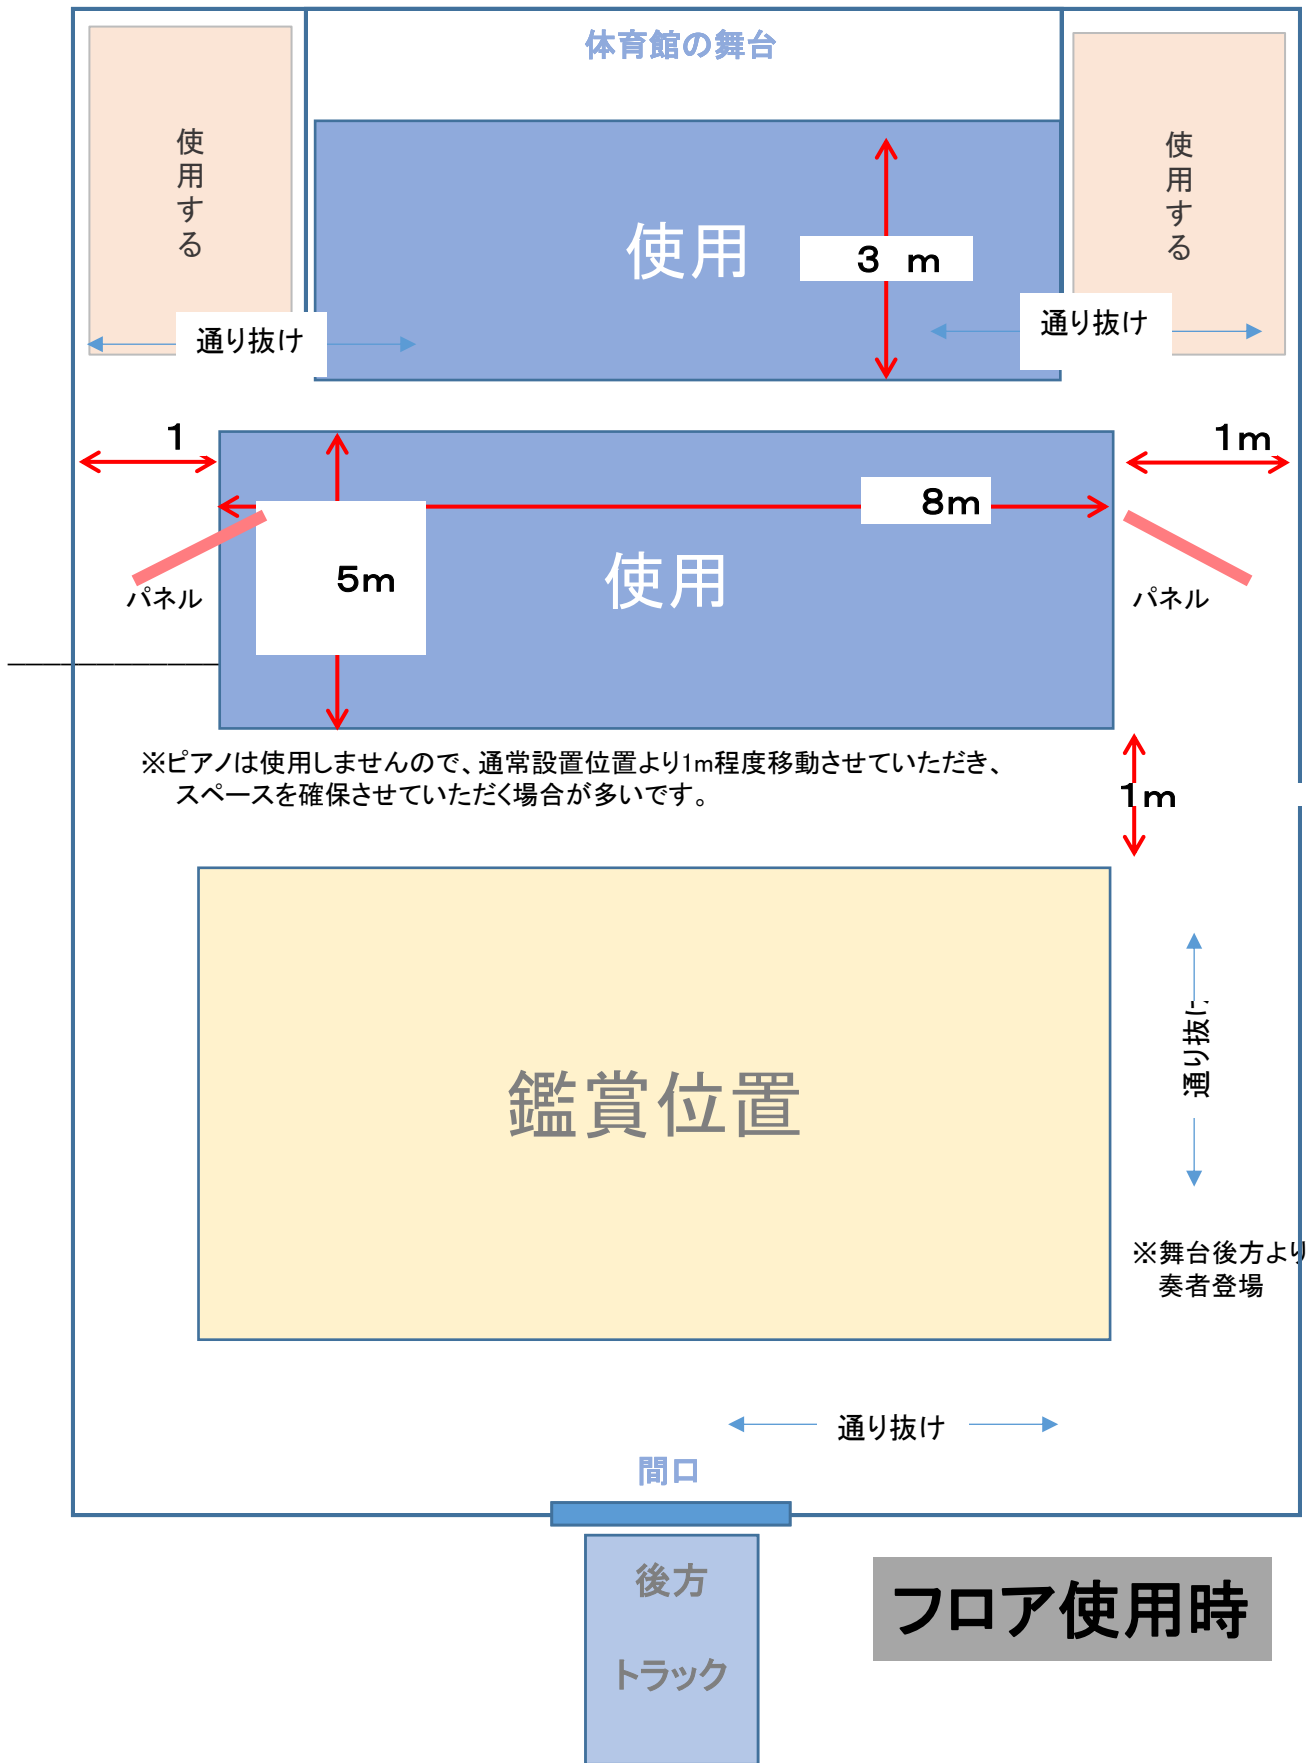 体育館の舞台
使用する
使用
3 m
使用する
通り抜け
通り抜け
1
1m
8m
5m
使用
パネル
パネル
※ピアノは使用しませんので、通常設置位置より1m程度移動させていただき、
スペースを確保させていただく場合が多いです。
1m
鑑賞位置
通り抜け
※舞台後方より
奏者登場
通り抜け
間口
後方
トラック
フロア使用時